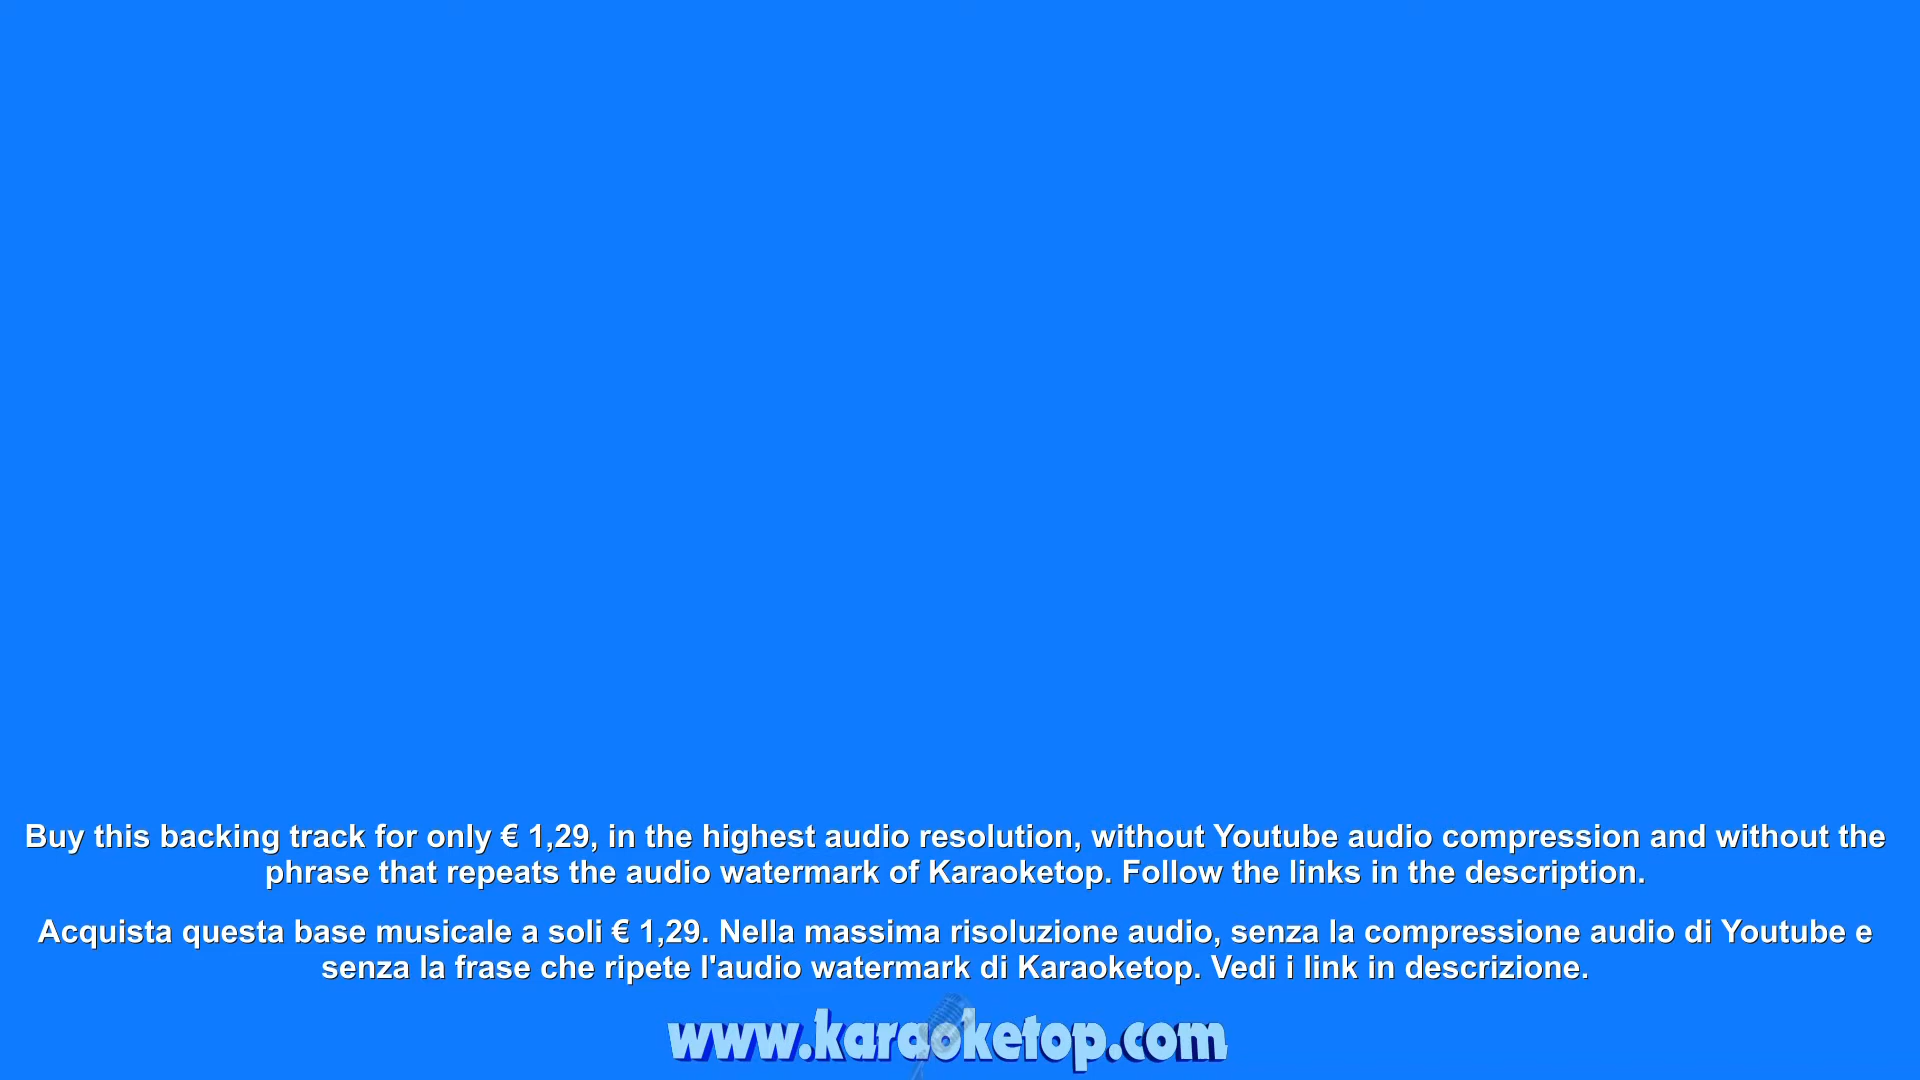 Buy this backing track for only € 1,29, in the highest audio resolution, without Youtube audio compression and without the
phrase that repeats the audio watermark of Karaoketop. Follow the links in the description.
Acquista questa base musicale a soli € 1,29. Nella massima risoluzione audio, senza la compressione audio di Youtube e
senza la frase che ripete l'audio watermark di Karaoketop. Vedi i link in descrizione.
www.karaoketop.com